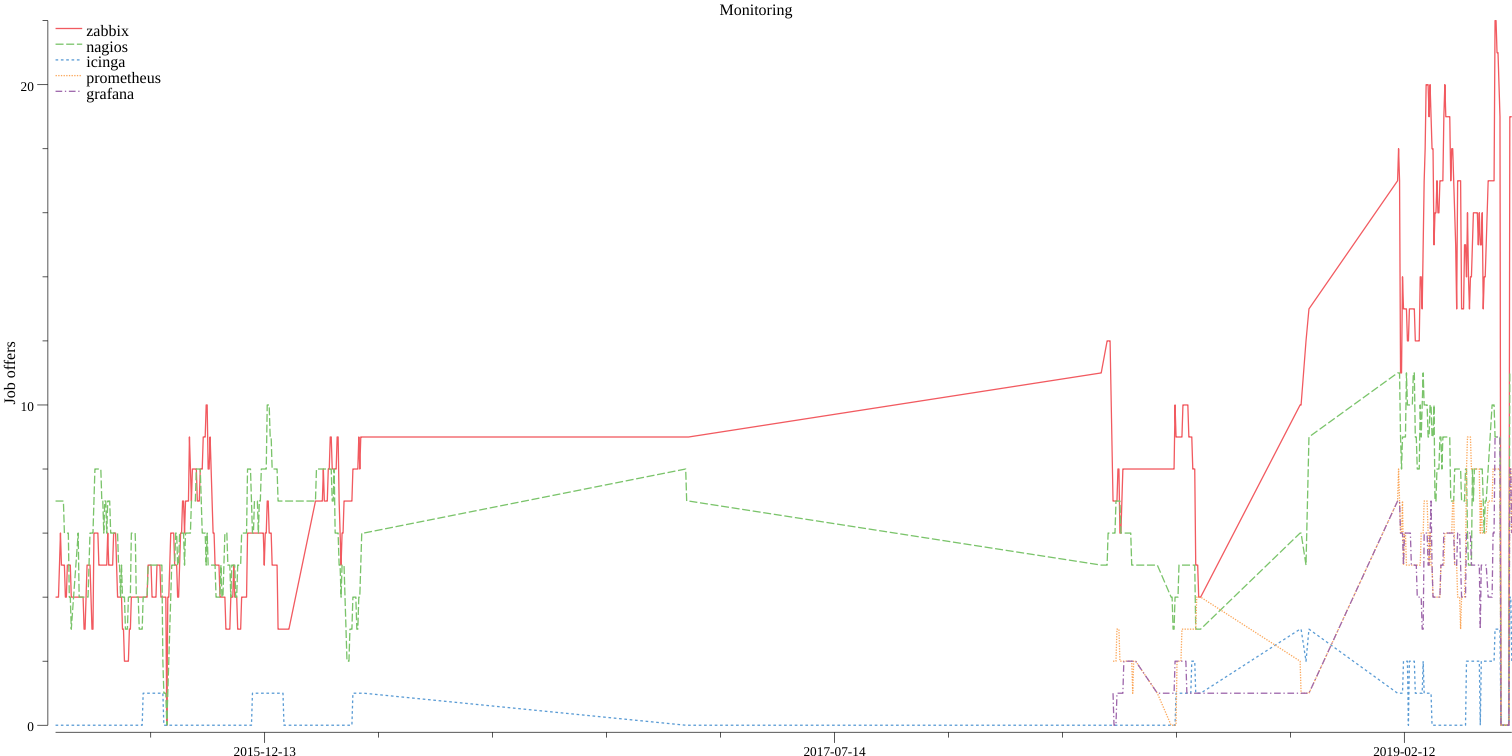 Monitoring
zabbix
nagios
icinga
prometheus
grafana
20
10
0
Job offers
2015-12-13
2017-07-14
2019-02-12